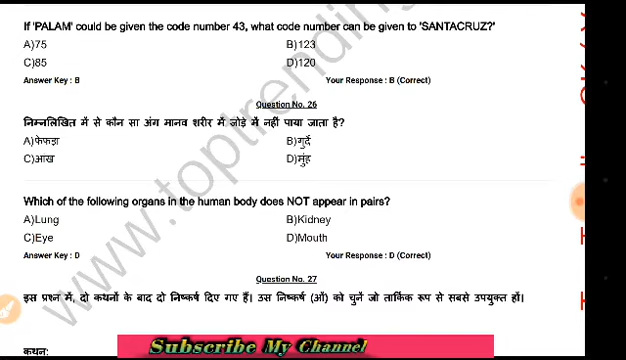 If 'PALAM' could be given the code number 43, what code number can be given to 'SANTACRUZ?'
A)75 B)123
C)85 D)120
Answer Key : B Your Response : B (Correct)
Question No. 26
निम्नलिखित में से कौन सा अंग मानव शरीर में जोड़े में नहीं पाया जाता है?
A)फेफड़ा B)गुर्दे
C)आंख D)मुंह
Which of the following organs in the human body does NOT appear in pairs?
A)Lung B)Kidney
C)Eye D)Mouth
Answer Key : D Your Response : D (Correct)
Question No. 27
इस प्रश्न में, दो कथनों के बाद दो निष्कर्ष दिए गए हैं। उस निष्कर्ष (ओं) को चुनें जो तार्किक रूप से सबसे उपयुक्त हों।
कथन:
Subscribe My Channel
www.toptrending